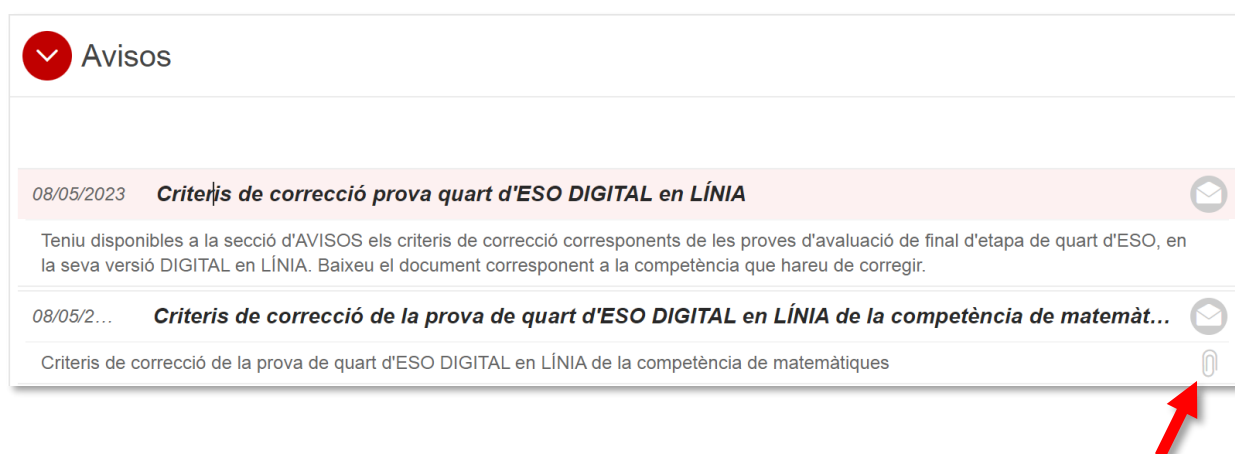 Avisos
08/05/2023 Criteris de correcció prova quart d'ESO DIGITAL en LÍNIA
Teniu disponibles a la secció d'AVISOS els criteris de correcció corresponents de les proves d'avaluació de final d'etapa de quart d'ESO, en
la seva versió DIGITAL en LÍNIA. Baixeu el document corresponent a la competència que hareu de corregir.
08/05/2... Criteris de correcció de la prova de quart d'ESO DIGITAL en LÍNIA de la competència de matemàt...
Criteris de correcció de la prova de quart d'ESO DIGITAL en LÍNIA de la competència de matemàtiques